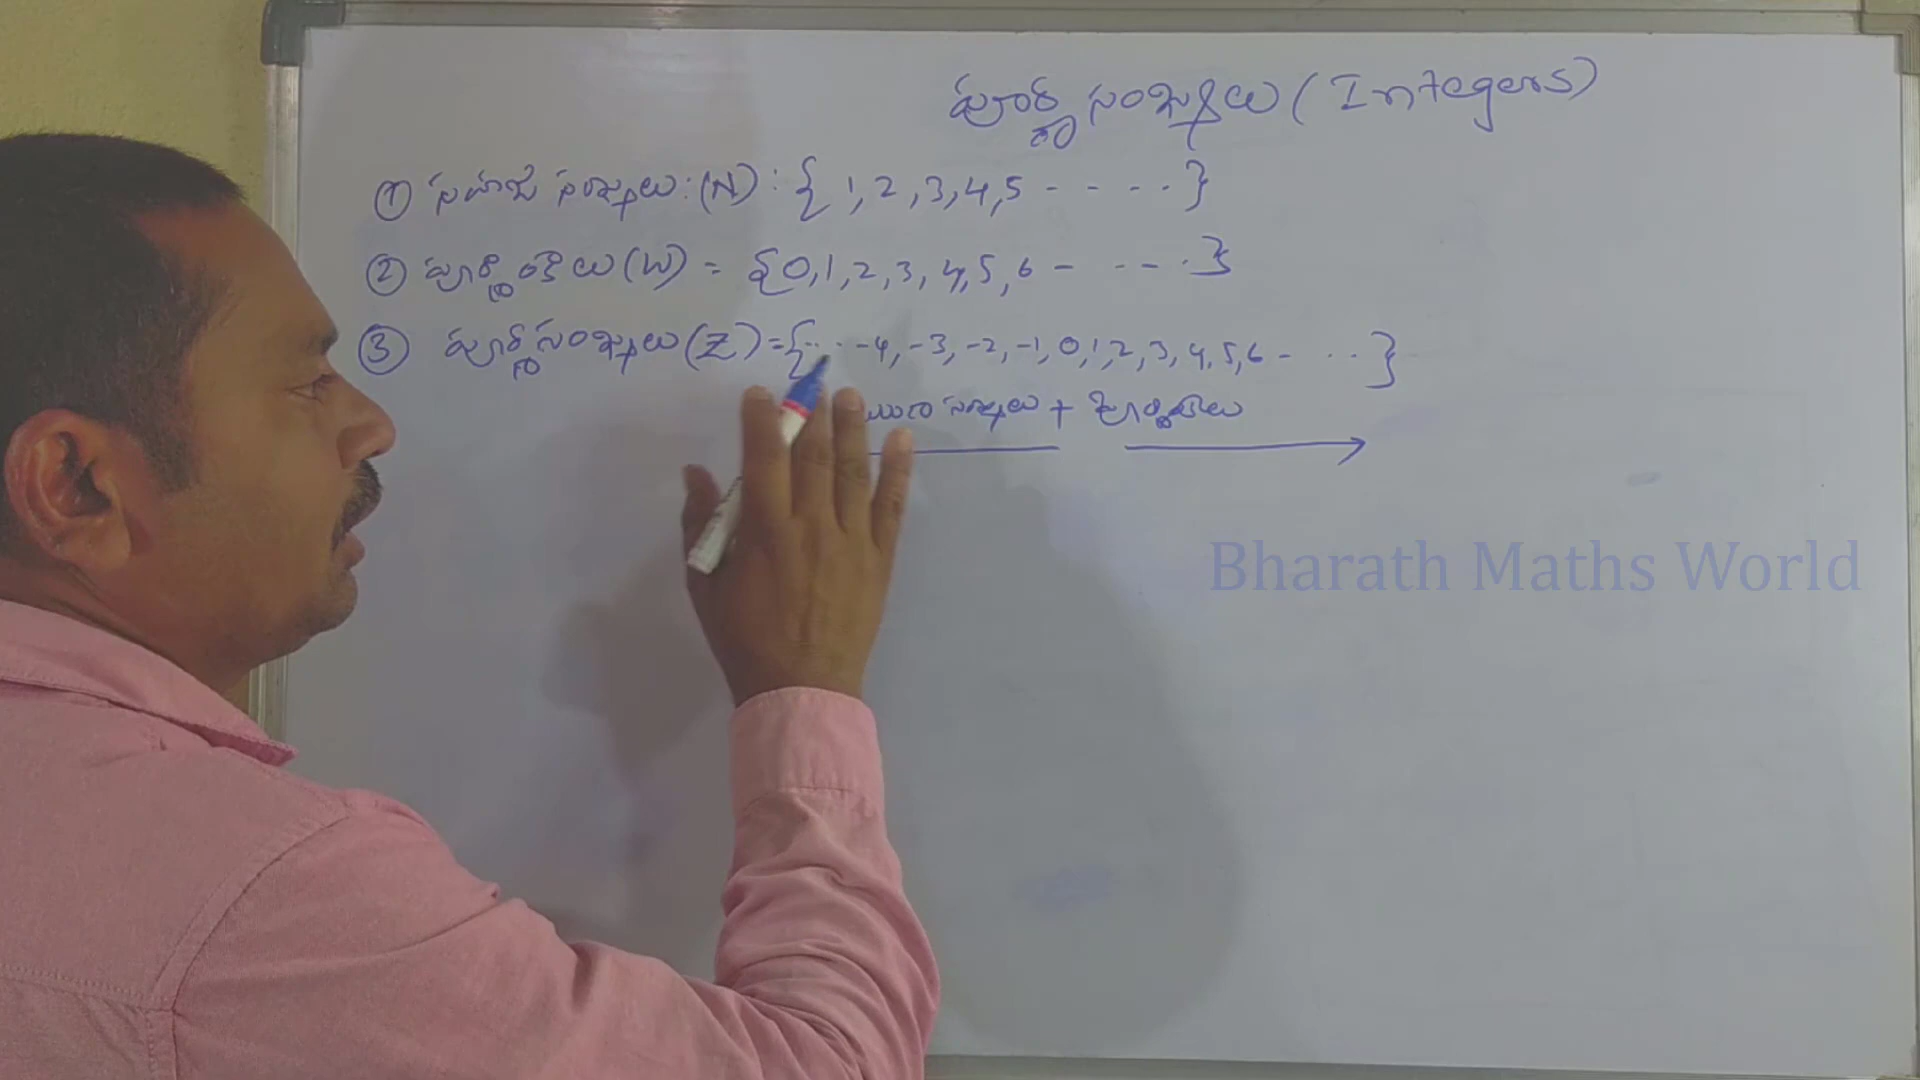 పూర్ణ సంఖ్యలు (Integers)
① సహజ సంఖ్యలు : (N) : { 1, 2, 3, 4, 5 - - - - · }
② పూర్ణాంకాలు (W) = {0, 1, 2, 3, 4, 5, 6 - - - - · }
③ పూర్ణసంఖ్యలు (Z) = {··· -4, -3, -2, -1, 0, 1, 2, 3, 4, 5, 6 - ··· }
సంఖ్యలు + పూర్ణాంకాలు
Bharath Maths World